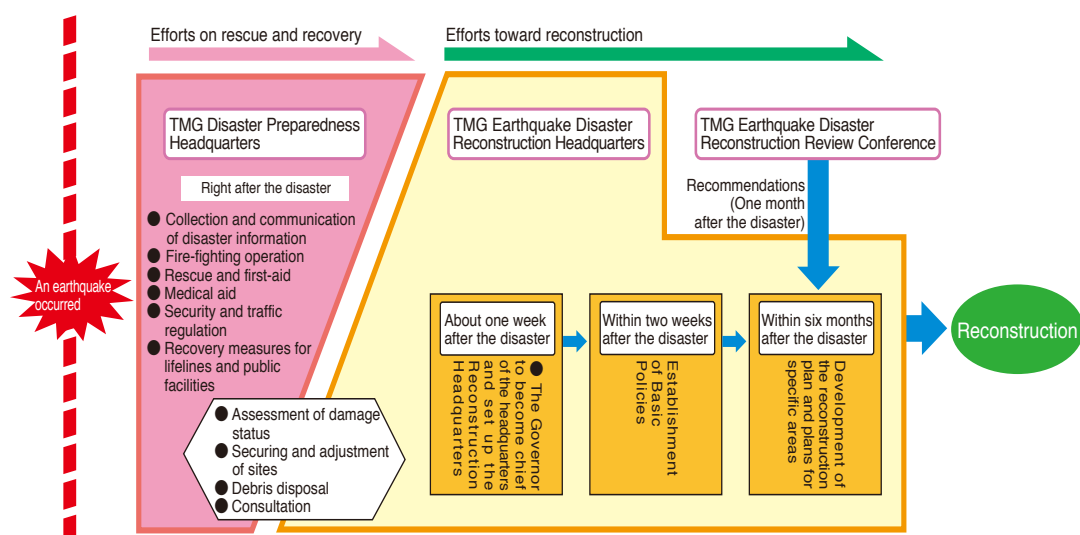 Efforts on rescue and recovery
Efforts toward reconstruction
An earthquake
occurred
TMG Disaster Preparedness
Headquarters
Right after the disaster
● Collection and communication
of disaster information
● Fire-fighting operation
● Rescue and first-aid
● Medical aid
● Security and traffic
regulation
● Recovery measures for
lifelines and public
facilities
● Assessment of damage
status
● Securing and adjustment
of sites
● Debris disposal
● Consultation
TMG Earthquake Disaster
Reconstruction Headquarters
TMG Earthquake Disaster
Reconstruction Review Conference
Recommendations
(One month
after the disaster)
About one week
after the disaster
● The Governor
to become chief
of the headquarters
and set up the
Reconstruction
Headquarters
Within two weeks
after the disaster
Establishment
of Basic
Policies
Within six months
after the disaster
Development of
the reconstruction
plan and plans for
specific areas
Reconstruction